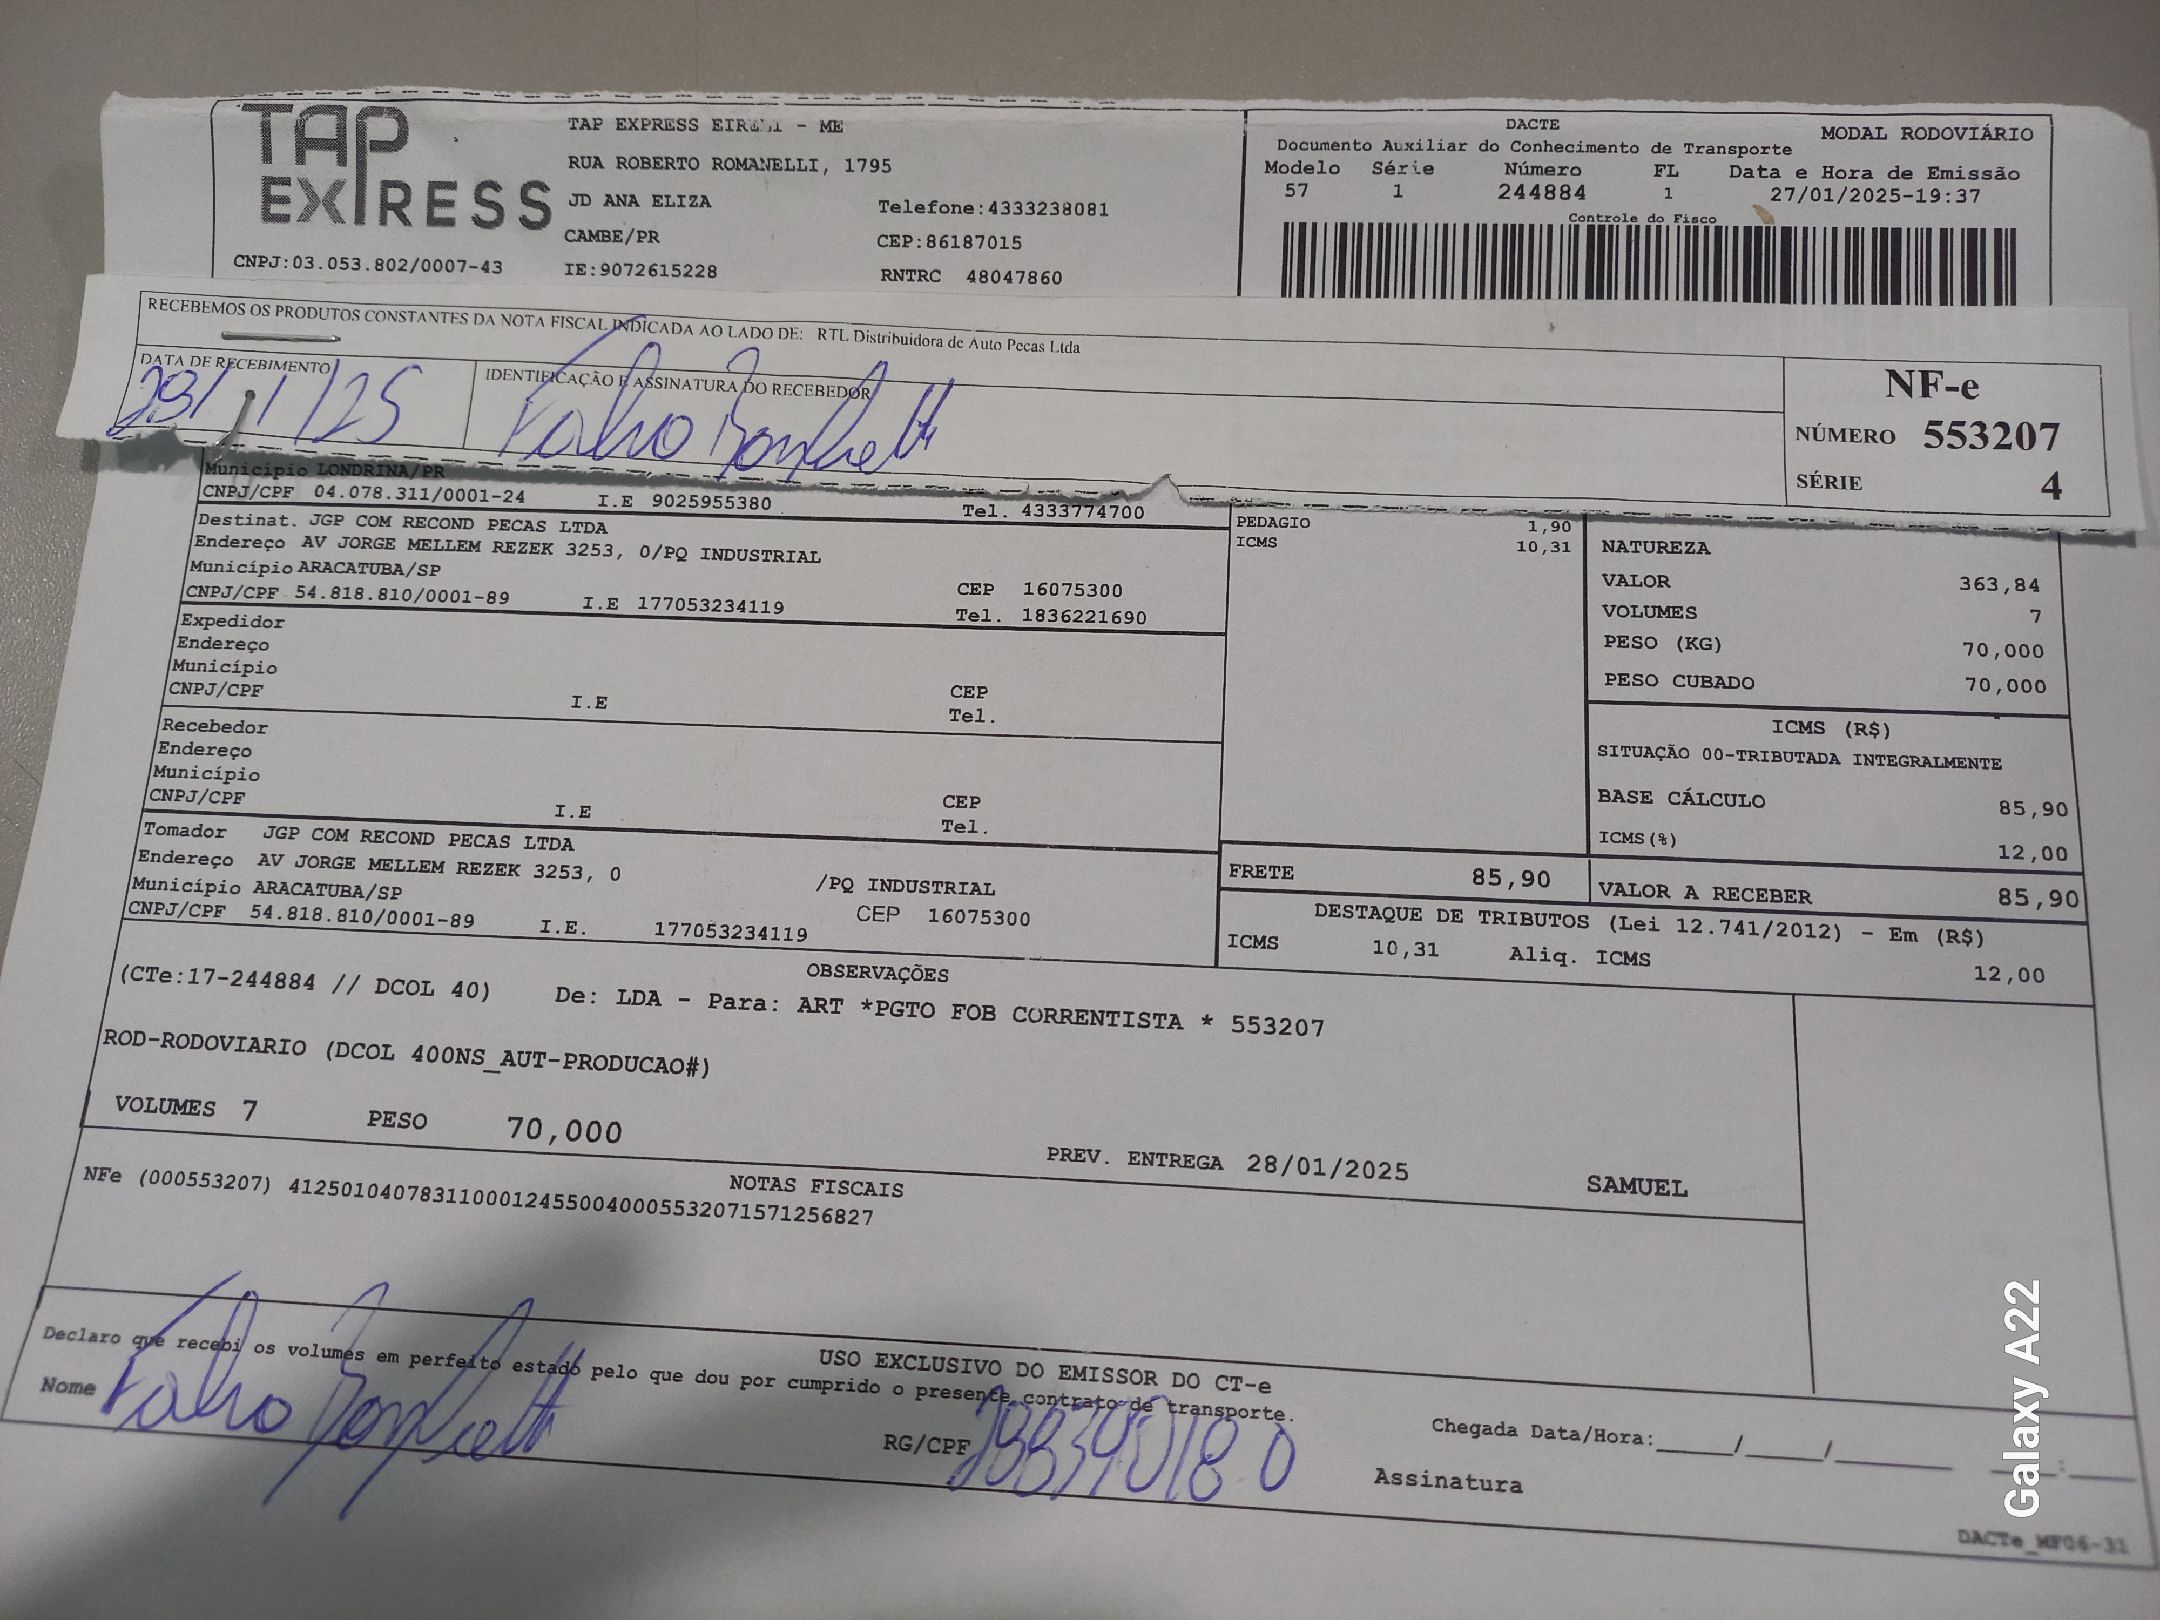 TAP
EXPRESS
CNPJ:03.053.802/0007-43
TAP EXPRESS EIRELI - ME
RUA ROBERTO ROMANELLI, 1795
JD ANA ELIZA
Telefone:4333238081
CAMBE/PR
CEP:86187015
IE:9072615228
RNTRC 48047860
DACTE
MODAL RODOVIÁRIO
Documento Auxiliar do Conhecimento de Transporte
Modelo Série Número FL Data e Hora de Emissão
57 1 244884 1 27/01/2025-19:37
Controle do Fisco
RECEBEMOS OS PRODUTOS CONSTANTES DA NOTA FISCAL INDICADA AO LADO DE: RTL Distribuidora de Auto Pecas Ltda
DATA DE RECEBIMENTO
IDENTIFICAÇÃO E ASSINATURA DO RECEBEDOR
/1/25
NF-e
NÚMERO 553207
SÉRIE 4
Município LONDRINA/PR
CNPJ/CPF 04.078.311/0001-24 I.E 9025955380 Tel. 4333774700
Destinat. JGP COM RECOND PECAS LTDA
Endereço AV JORGE MELLEM REZEK 3253, 0/PQ INDUSTRIAL
Município ARACATUBA/SP CEP 16075300
CNPJ/CPF 54.818.810/0001-89 I.E 177053234119 Tel. 1836221690
Expedidor
Endereço
Município CEP
CNPJ/CPF I.E Tel.
Recebedor
Endereço
Município CEP
CNPJ/CPF I.E Tel.
Tomador JGP COM RECOND PECAS LTDA
Endereço AV JORGE MELLEM REZEK 3253, 0 /PQ INDUSTRIAL
Município ARACATUBA/SP CEP 16075300
CNPJ/CPF 54.818.810/0001-89 I.E. 177053234119
PEDAGIO 1,90
ICMS 10,31
NATUREZA
VALOR 363,84
VOLUMES 7
PESO (KG) 70,000
PESO CUBADO 70,000
ICMS (R$)
SITUAÇÃO 00-TRIBUTADA INTEGRALMENTE
BASE CÁLCULO 85,90
ICMS(%) 12,00
FRETE 85,90
VALOR A RECEBER 85,90
DESTAQUE DE TRIBUTOS (Lei 12.741/2012) - Em (R$)
ICMS 10,31 Aliq. ICMS 12,00
OBSERVAÇÕES
(CTe:17-244884 // DCOL 40) De: LDA - Para: ART *PGTO FOB CORRENTISTA * 553207
ROD-RODOVIARIO (DCOL 400NS_AUT-PRODUCAO#)
VOLUMES 7 PESO 70,000
PREV. ENTREGA 28/01/2025 SAMUEL
NOTAS FISCAIS
NFe (000553207) 41250104078311000124550040005532071571256827
USO EXCLUSIVO DO EMISSOR DO CT-e
Declaro que recebi os volumes em perfeito estado pelo que dou por cumprido o presente contrato de transporte.
Nome
RG/CPF
Chegada Data/Hora:_____/_____/_______ ____:____
Assinatura
DACTe_MF06-31
Galaxy A22